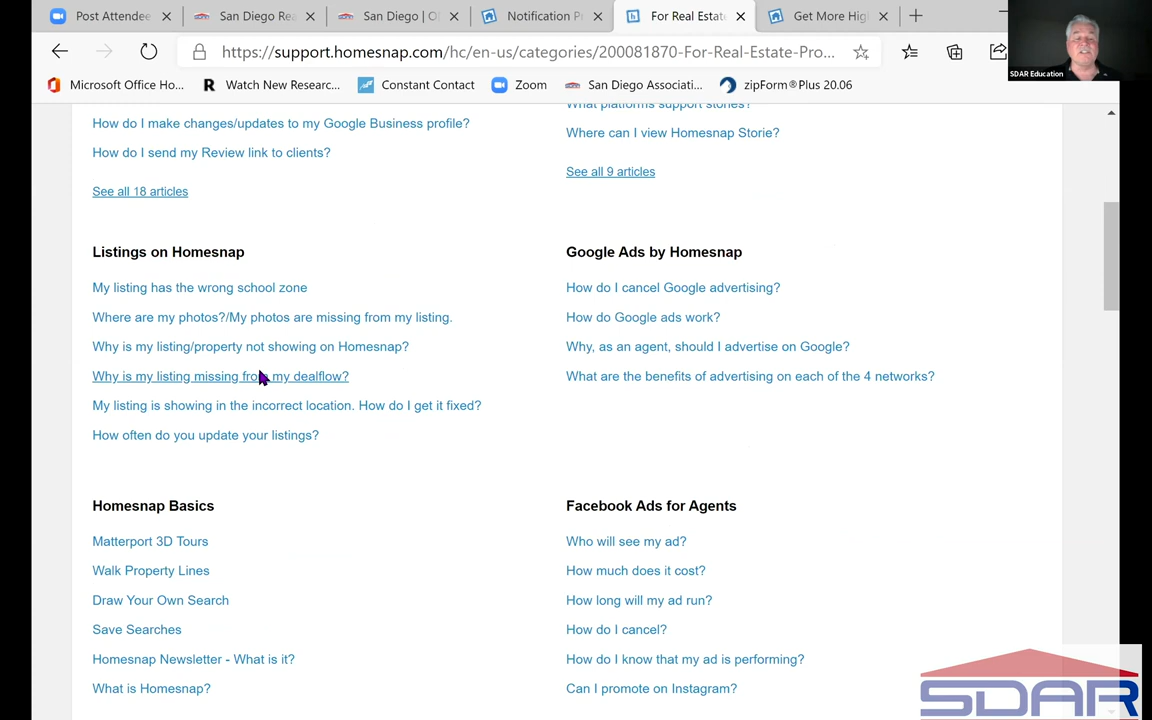 Post Attendee
San Diego Rea
San Diego | O
Notification P
For Real Estat
Get More Hig
https://support.homesnap.com/hc/en-us/categories/200081870-For-Real-Estate-Pro...
SDAR Education
Microsoft Office Ho...
Watch New Researc...
Constant Contact
Zoom
San Diego Associati...
zipForm®Plus 20.06
What platforms support stories?
How do I make changes/updates to my Google Business profile?
Where can I view Homesnap Storie?
How do I send my Review link to clients?
See all 9 articles
See all 18 articles
Listings on Homesnap
My listing has the wrong school zone
Where are my photos?/My photos are missing from my listing.
Why is my listing/property not showing on Homesnap?
Why is my listing missing from my dealflow?
My listing is showing in the incorrect location. How do I get it fixed?
How often do you update your listings?
Google Ads by Homesnap
How do I cancel Google advertising?
How do Google ads work?
Why, as an agent, should I advertise on Google?
What are the benefits of advertising on each of the 4 networks?
Homesnap Basics
Matterport 3D Tours
Walk Property Lines
Draw Your Own Search
Save Searches
Homesnap Newsletter - What is it?
What is Homesnap?
Facebook Ads for Agents
Who will see my ad?
How much does it cost?
How long will my ad run?
How do I cancel?
How do I know that my ad is performing?
Can I promote on Instagram?
SDAR